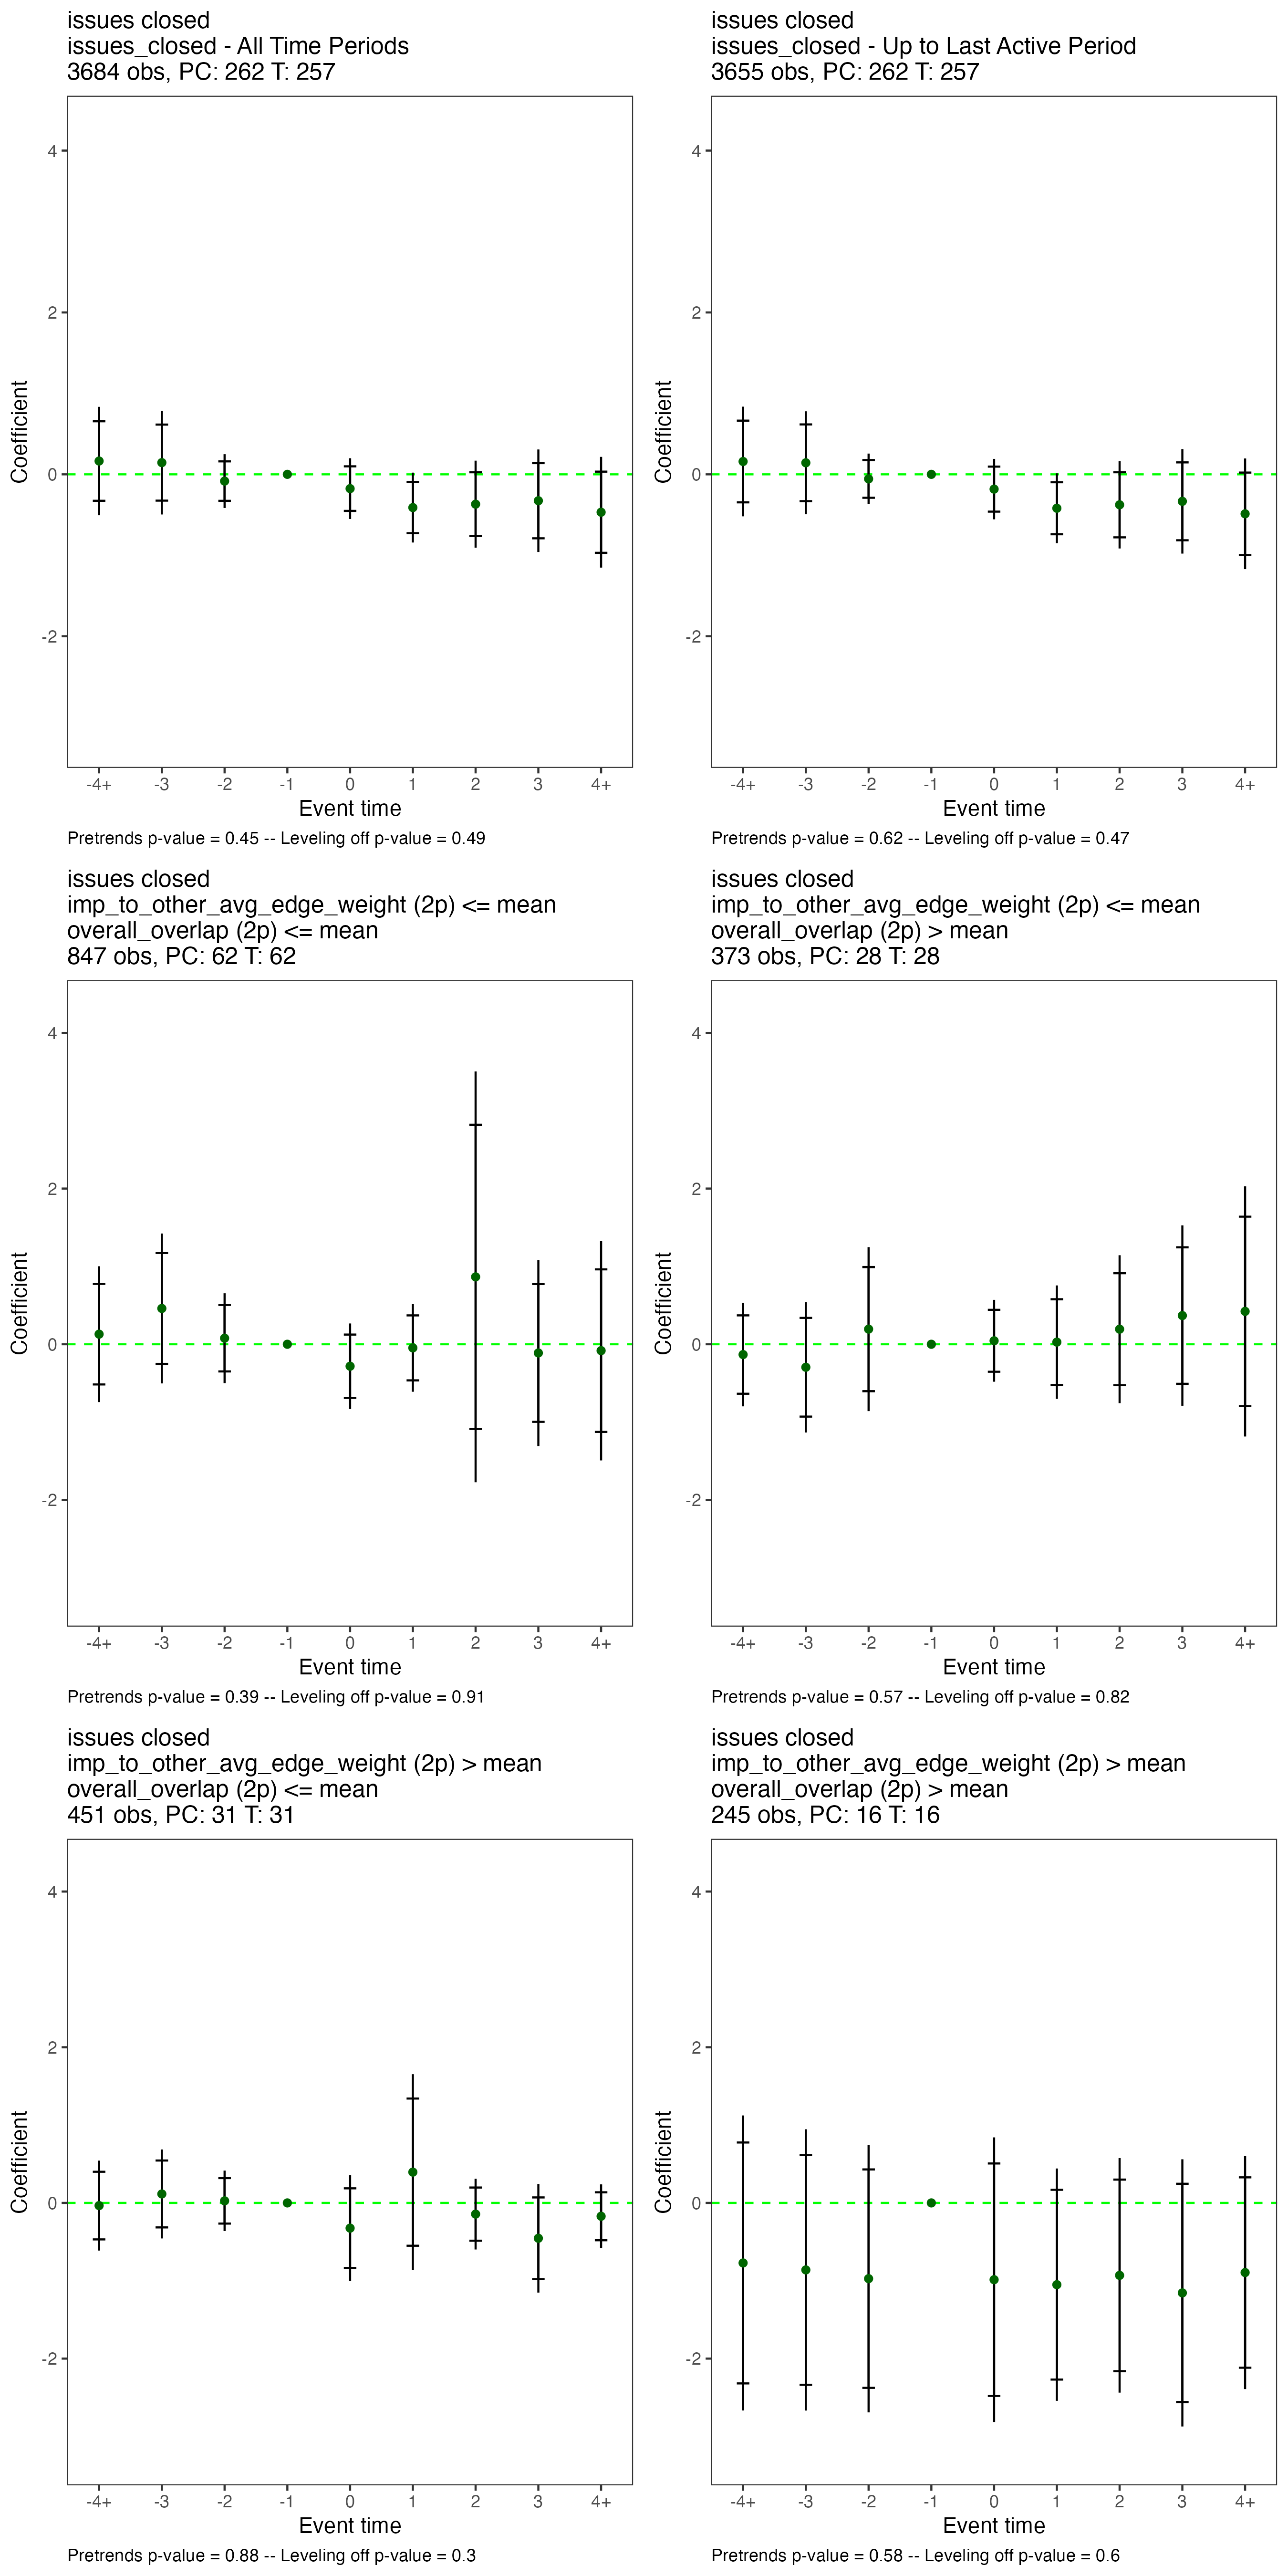 issues closed
issues_closed - All Time Periods
3684 obs, PC: 262 T: 257
4
2
0
-2
Coefficient
-4+ -3 -2 -1 0 1 2 3 4+
Event time
Pretrends p-value = 0.45 -- Leveling off p-value = 0.49
issues closed
issues_closed - Up to Last Active Period
3655 obs, PC: 262 T: 257
4
2
0
-2
Coefficient
-4+ -3 -2 -1 0 1 2 3 4+
Event time
Pretrends p-value = 0.62 -- Leveling off p-value = 0.47
issues closed
imp_to_other_avg_edge_weight (2p) <= mean
overall_overlap (2p) <= mean
847 obs, PC: 62 T: 62
4
2
0
-2
Coefficient
-4+ -3 -2 -1 0 1 2 3 4+
Event time
Pretrends p-value = 0.39 -- Leveling off p-value = 0.91
issues closed
imp_to_other_avg_edge_weight (2p) <= mean
overall_overlap (2p) > mean
373 obs, PC: 28 T: 28
4
2
0
-2
Coefficient
-4+ -3 -2 -1 0 1 2 3 4+
Event time
Pretrends p-value = 0.57 -- Leveling off p-value = 0.82
issues closed
imp_to_other_avg_edge_weight (2p) > mean
overall_overlap (2p) <= mean
451 obs, PC: 31 T: 31
4
2
0
-2
Coefficient
-4+ -3 -2 -1 0 1 2 3 4+
Event time
Pretrends p-value = 0.88 -- Leveling off p-value = 0.3
issues closed
imp_to_other_avg_edge_weight (2p) > mean
overall_overlap (2p) > mean
245 obs, PC: 16 T: 16
4
2
0
-2
Coefficient
-4+ -3 -2 -1 0 1 2 3 4+
Event time
Pretrends p-value = 0.58 -- Leveling off p-value = 0.6